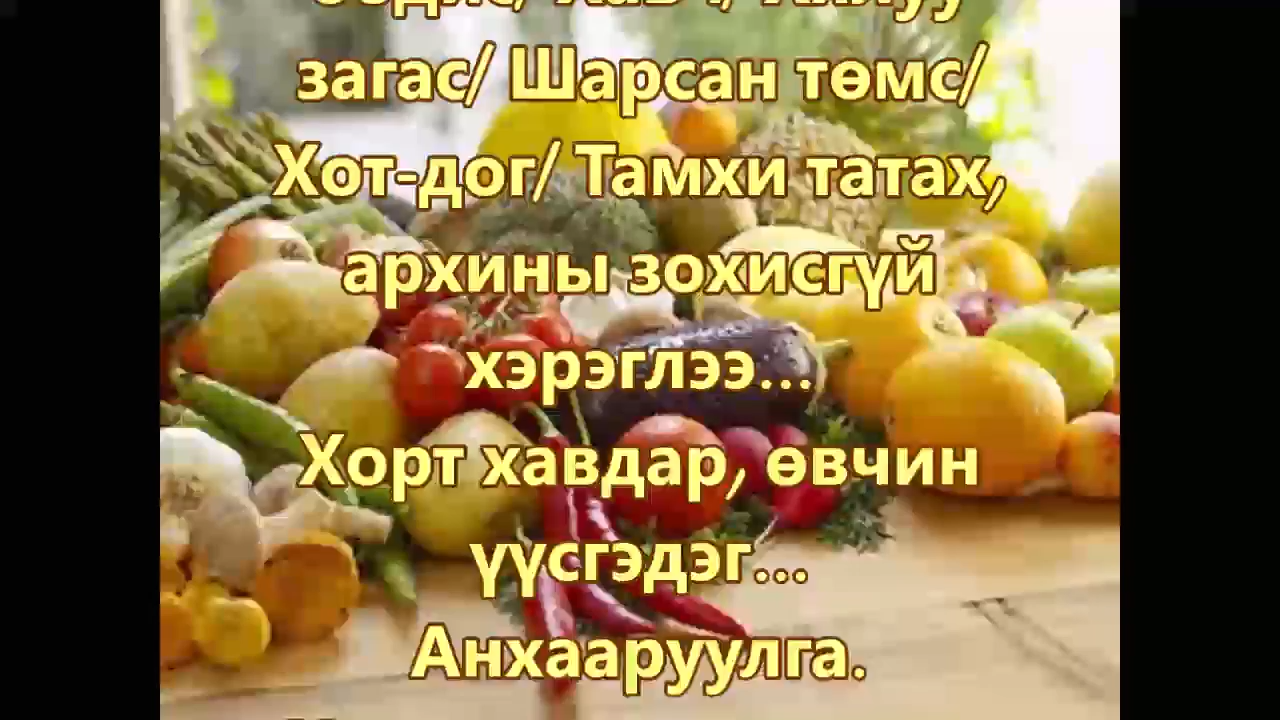 загас/ Шарсан төмс/
Хот-дог/ Тамхи татах,
архины зохисгүй
хэрэглээ...
Хорт хавдар, өвчин
үүсгэдэг...
Анхааруулга.